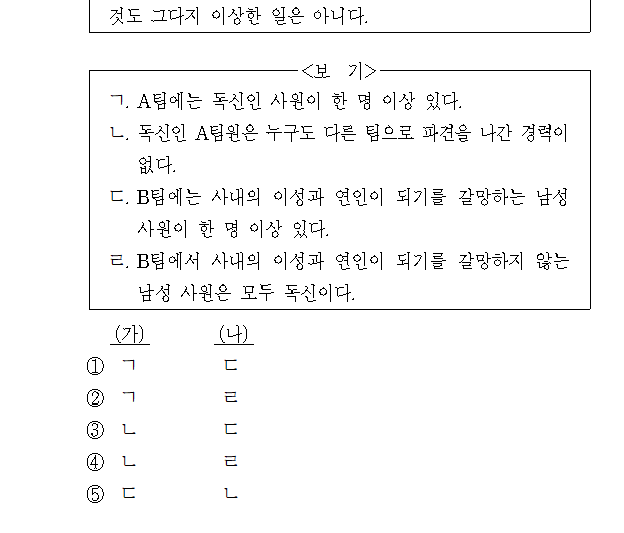 것도 그다지 이상한 일은 아니다.
<보 기>
ㄱ. A팀에는 독신인 사원이 한 명 이상 있다.
ㄴ. 독신인 A팀원은 누구도 다른 팀으로 파견을 나간 경력이
없다.
ㄷ. B팀에는 사내의 이성과 연인이 되기를 갈망하는 남성
사원이 한 명 이상 있다.
ㄹ. B팀에서 사내의 이성과 연인이 되기를 갈망하지 않는
남성 사원은 모두 독신이다.
(가) (나)
① ㄱ ㄷ
② ㄱ ㄹ
③ ㄴ ㄷ
④ ㄴ ㄹ
⑤ ㄷ ㄴ